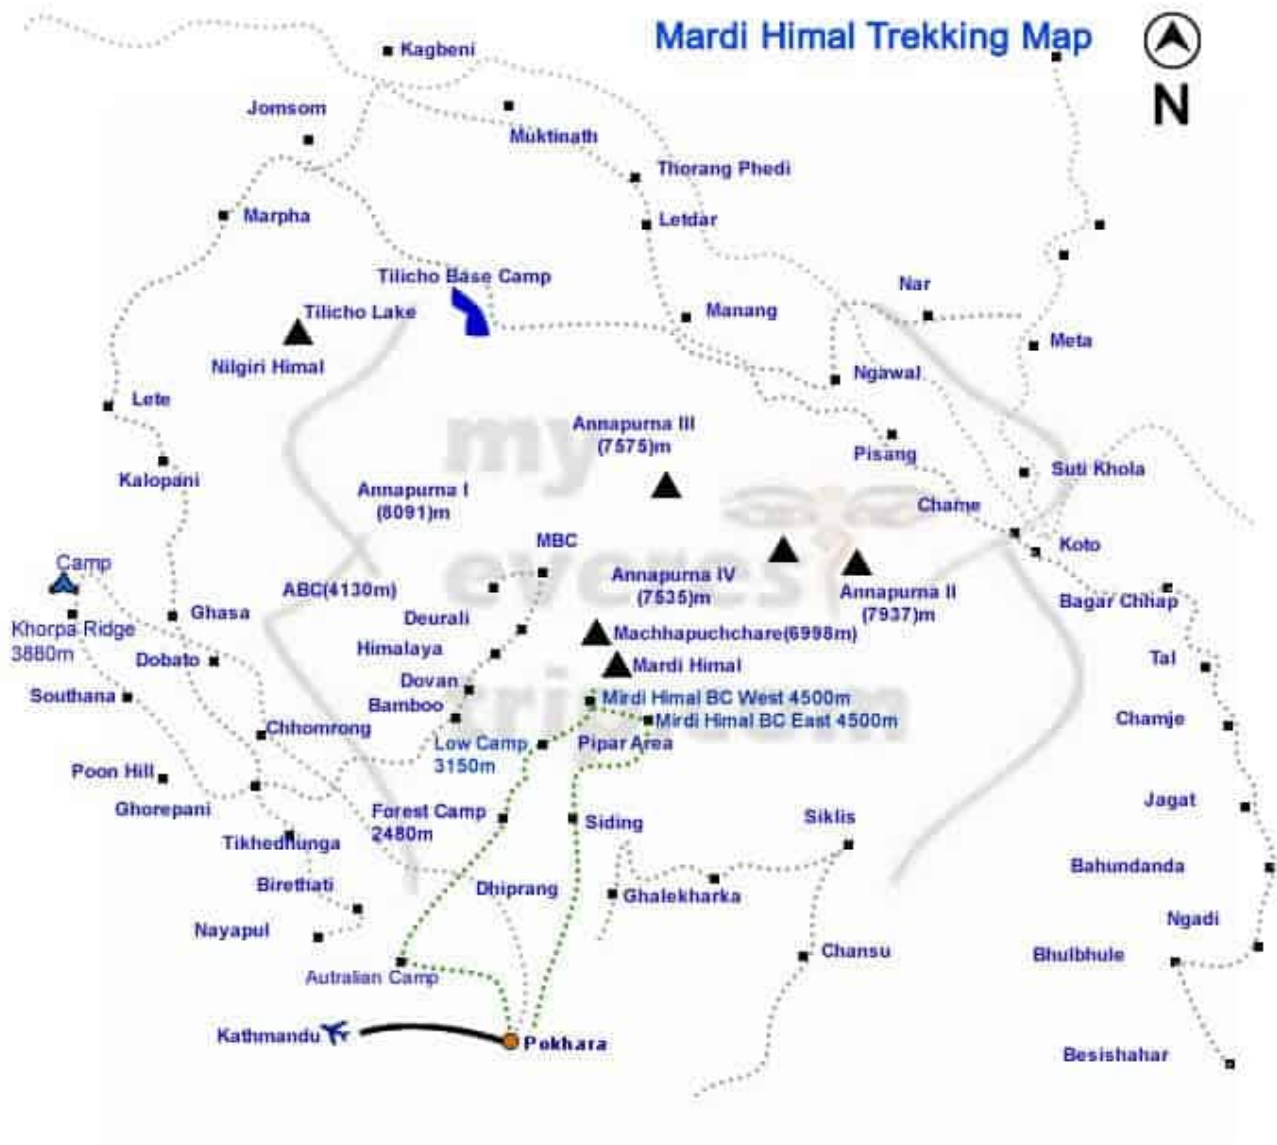 Mardi Himal Trekking Map
N
Kagbeni
Jomsom
Muktinath
Thorang Phedi
Marpha
Letdar
Tilicho Base Camp
Nar
Tilicho Lake
Manang
Meta
Nilgiri Himal
Ngawal
Lete
Annapurna III
(7575)m
Pisang
Suti Khola
Kalopani
Annapurna I
(8091)m
my
Chame
MBC
Koto
Camp
everest
ABC(4130m)
Annapurna IV
(7535)m
Annapurna II
(7937)m
Bagar Chhap
Ghasa
Deurali
Khorpa Ridge
3880m
Machhapuchchare(6998m)
Himalaya
Dobato
Mardi Himal
Tal
Dovan
Southana
Bamboo
Mirdi Himal BC West 4500m
Mirdi Himal BC East 4500m
Chamje
Chhomrong
Low Camp
3150m
Pipar Area
Poon Hill
Ghorepani
Forest Camp
2480m
Siding
Siklis
Jagat
Tikhedhunga
Bahundanda
Birethati
Dhiprang
Ghalekharka
Nayapul
Ngadi
Chansu
Bhulbhule
Autralian Camp
Kathmandu
Pokhara
Besishahar